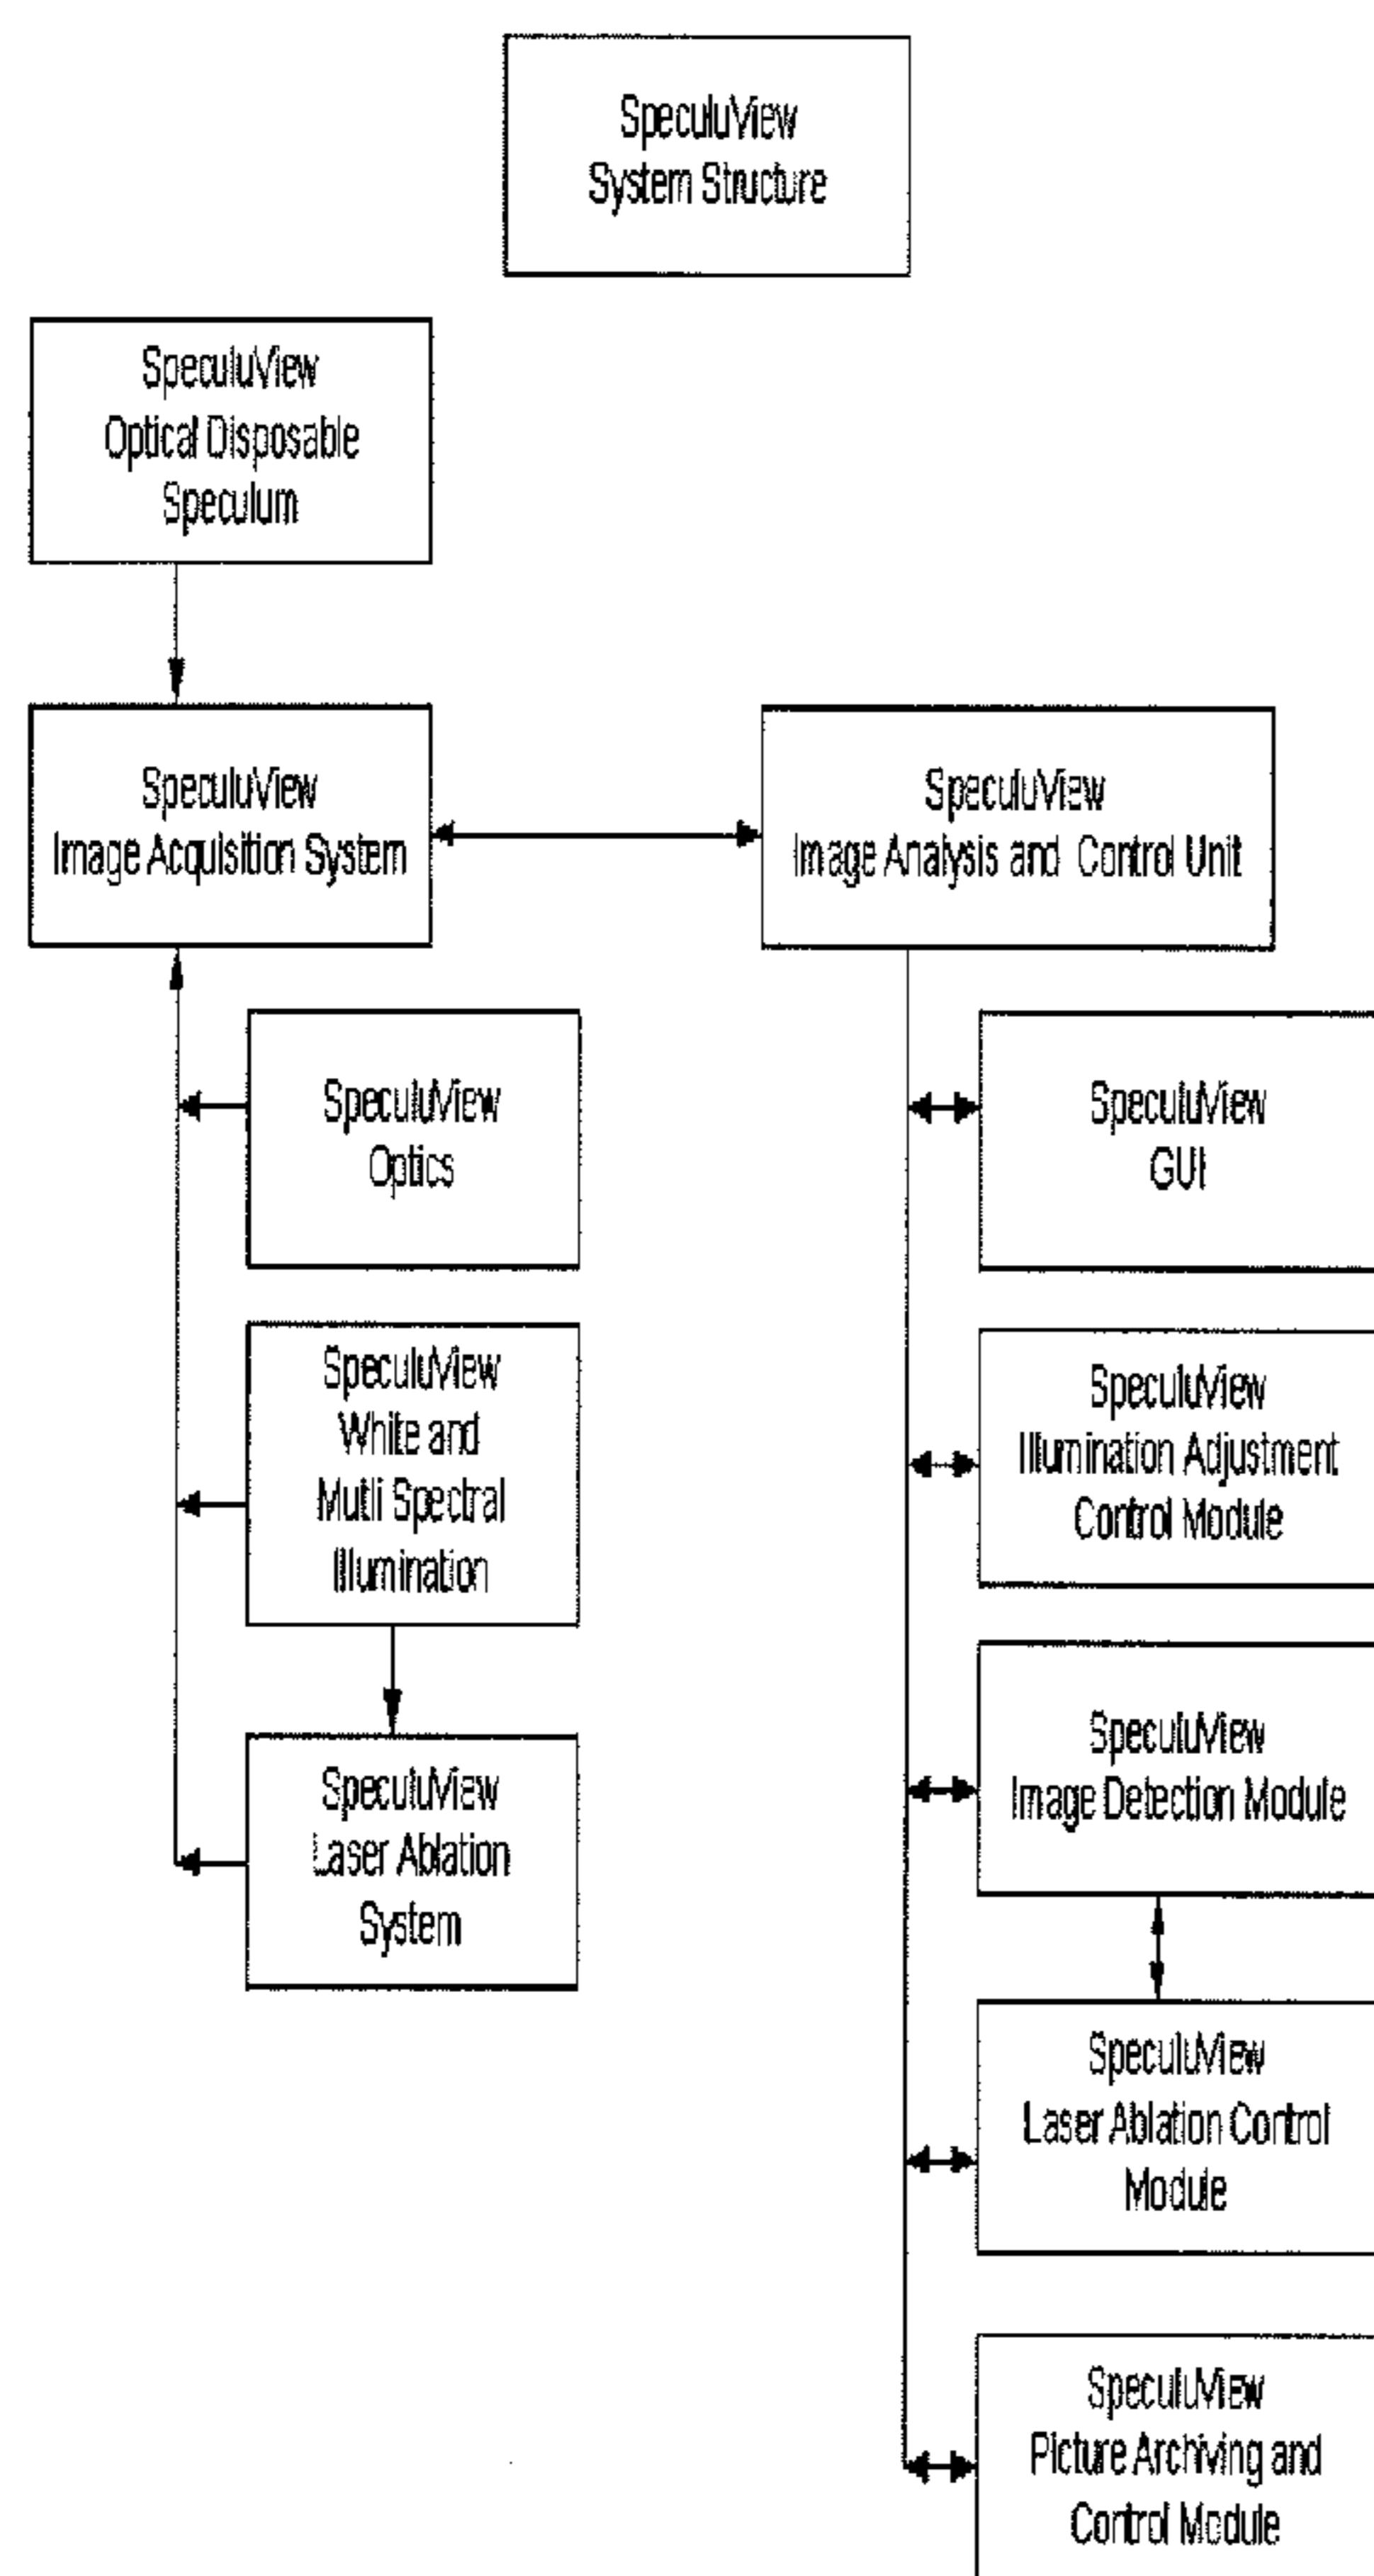 SpeculuView
System Structure
SpeculuView
Optical Disposable
Speculum
SpeculuView
Image Acquisition System
SpeculuView
Image Analysis and Control Unit
SpeculuView
Optics
SpeculuView
White and
Mutli Spectral
Illumination
SpeculuView
Laser Ablation
System
SpeculuView
GUI
SpeculuView
Illumination Adjustment
Control Module
SpeculuView
Image Detection Module
SpeculuView
Laser Ablation Control
Module
SpeculuView
Picture Archiving and
Control Module